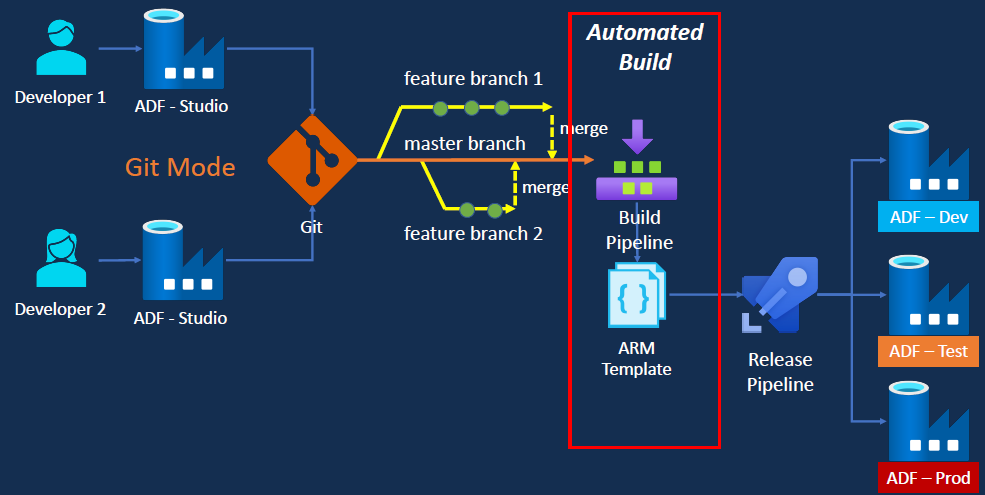 Automated
Build
Developer 1
ADF - Studio
feature branch 1
merge
master branch
Git Mode
merge
Git
feature branch 2
Build
Pipeline
Developer 2
ADF - Studio
{ }
ARM
Template
Release
Pipeline
ADF – Dev
ADF – Test
ADF – Prod